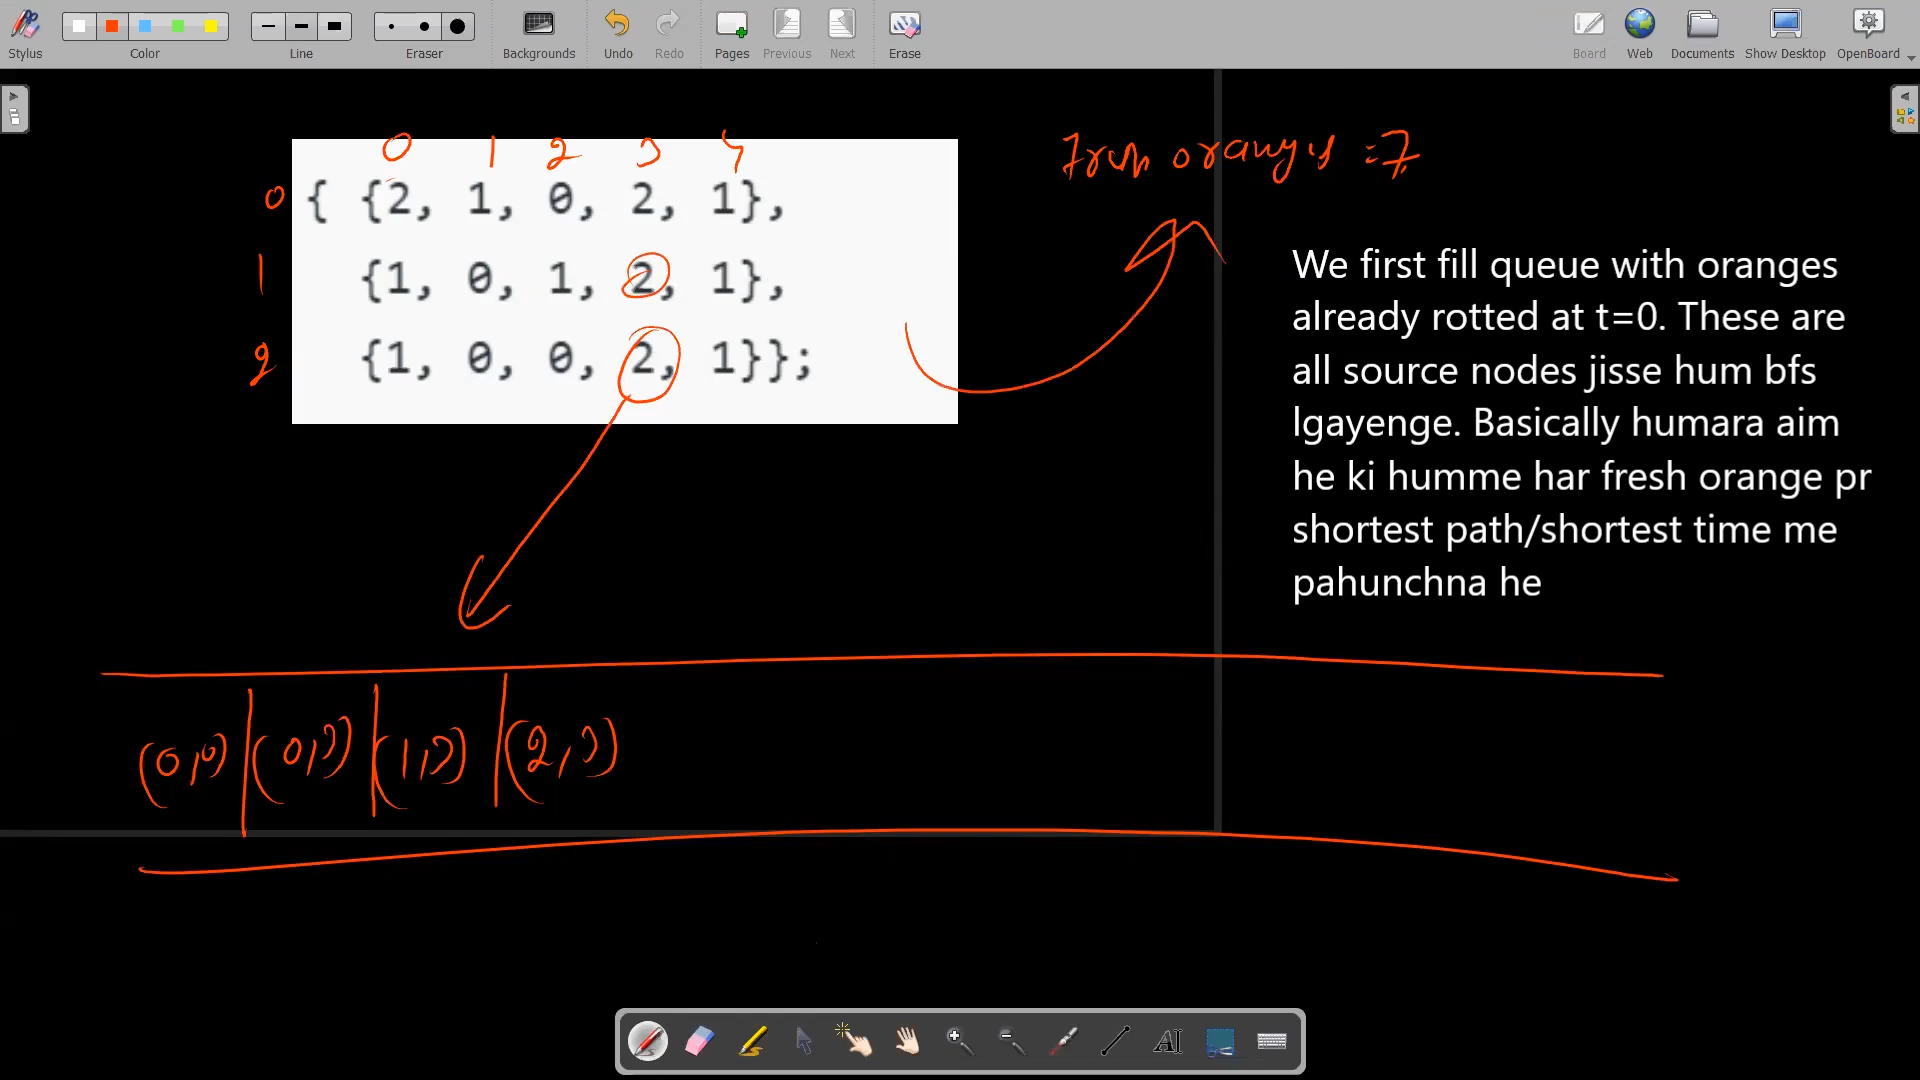 Stylus
Color
Line
Eraser
Backgrounds
Undo
Redo
Pages
Previous
Next
Erase
Board
Web
Documents
Show Desktop
OpenBoard
0 1 2 3 4
0 { {2, 1, 0, 2, 1},
1 {1, 0, 1, 2, 1},
2 {1, 0, 0, 2, 1}};
Fresh oranges = 7
We first fill queue with oranges
already rotted at t=0. These are
all source nodes jisse hum bfs
lgayenge. Basically humara aim
he ki humme har fresh orange pr
shortest path/shortest time me
pahunchna he
(0,0) (0,3) (1,3) (2,3)